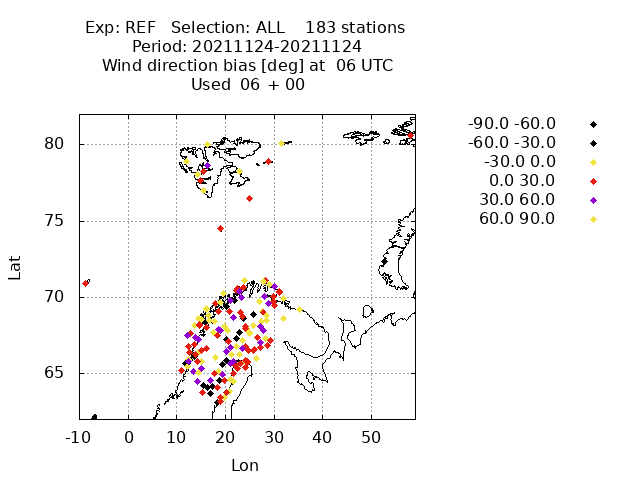 Exp: REF   Selection: ALL    183 stations
Period: 20211124-20211124
Wind direction bias [deg] at  06 UTC
Used  06 + 00
-90.0 -60.0
-60.0 -30.0
-30.0 0.0
0.0 30.0
30.0 60.0
60.0 90.0
80
75
70
65
Lat
-10 0 10 20 30 40 50
Lon